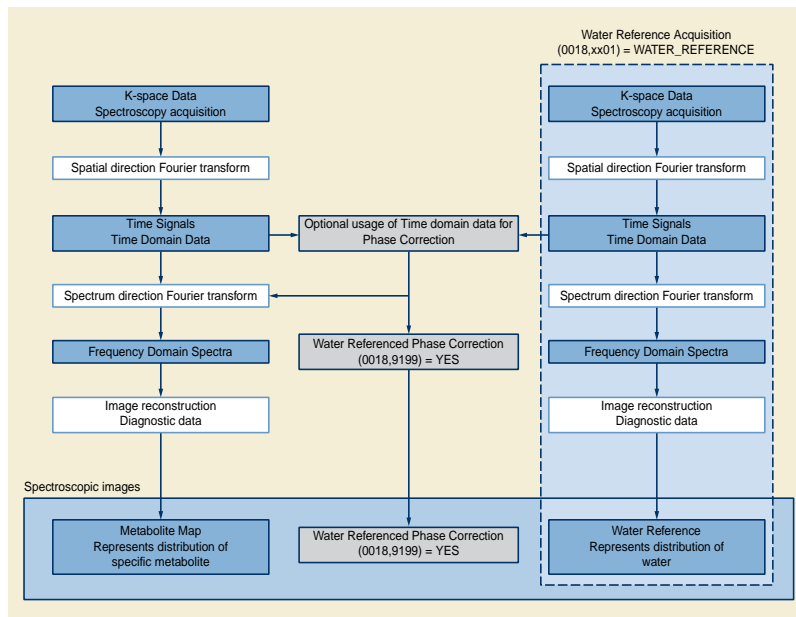 Water Reference Acquisition
(0018,xx01) = WATER_REFERENCE
K-space Data
Spectroscopy acquisition
K-space Data
Spectroscopy acquisition
Spatial direction Fourier transform
Spatial direction Fourier transform
Time Signals
Time Domain Data
Optional usage of Time domain data for
Phase Correction
Time Signals
Time Domain Data
Spectrum direction Fourier transform
Spectrum direction Fourier transform
Frequency Domain Spectra
Water Referenced Phase Correction
(0018,9199) = YES
Frequency Domain Spectra
Image reconstruction
Diagnostic data
Image reconstruction
Diagnostic data
Spectroscopic images
Metabolite Map
Represents distribution of
specific metabolite
Water Referenced Phase Correction
(0018,9199) = YES
Water Reference
Represents distribution of
water